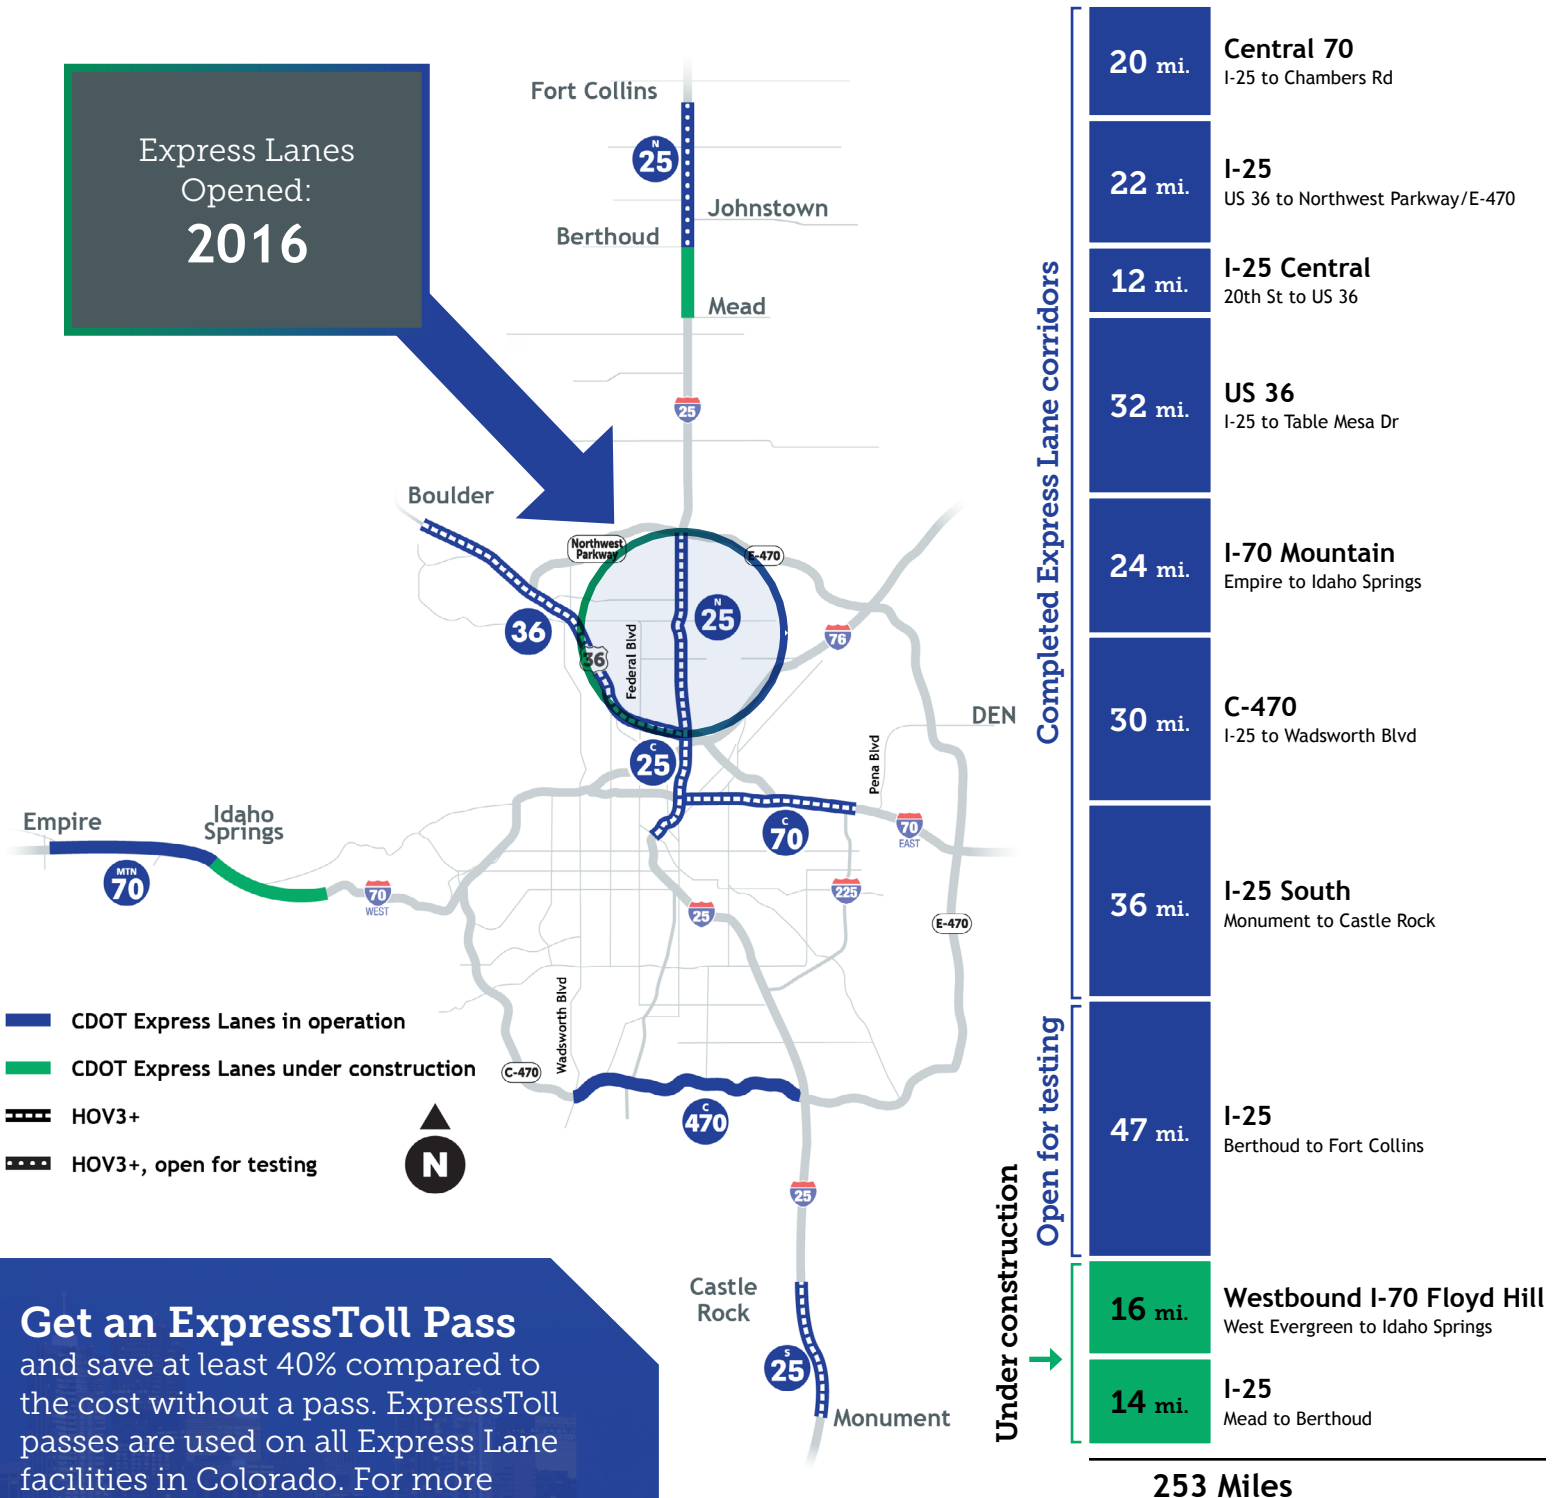 Express Lanes
Opened:
2016
Fort Collins
N
25
Johnstown
Berthoud
Mead
25
Boulder
Northwest
Parkway
E-470
36
N
25
36
Federal Blvd
76
DEN
C
25
Pena Blvd
C
70
70
EAST
Empire
Idaho
Springs
MTN
70
70
WEST
225
25
E-470
Wadsworth Blvd
C-470
C
470
25
Castle
Rock
S
25
Monument
CDOT Express Lanes in operation
CDOT Express Lanes under construction
HOV3+
HOV3+, open for testing
N
Get an ExpressToll Pass
and save at least 40% compared to
the cost without a pass. ExpressToll
passes are used on all Express Lane
facilities in Colorado. For more
Completed Express Lane corridors
20 mi.
Central 70
I-25 to Chambers Rd
22 mi.
I-25
US 36 to Northwest Parkway/E-470
12 mi.
I-25 Central
20th St to US 36
32 mi.
US 36
I-25 to Table Mesa Dr
24 mi.
I-70 Mountain
Empire to Idaho Springs
30 mi.
C-470
I-25 to Wadsworth Blvd
36 mi.
I-25 South
Monument to Castle Rock
Open for testing
47 mi.
I-25
Berthoud to Fort Collins
Under construction
16 mi.
Westbound I-70 Floyd Hill
West Evergreen to Idaho Springs
14 mi.
I-25
Mead to Berthoud
253 Miles